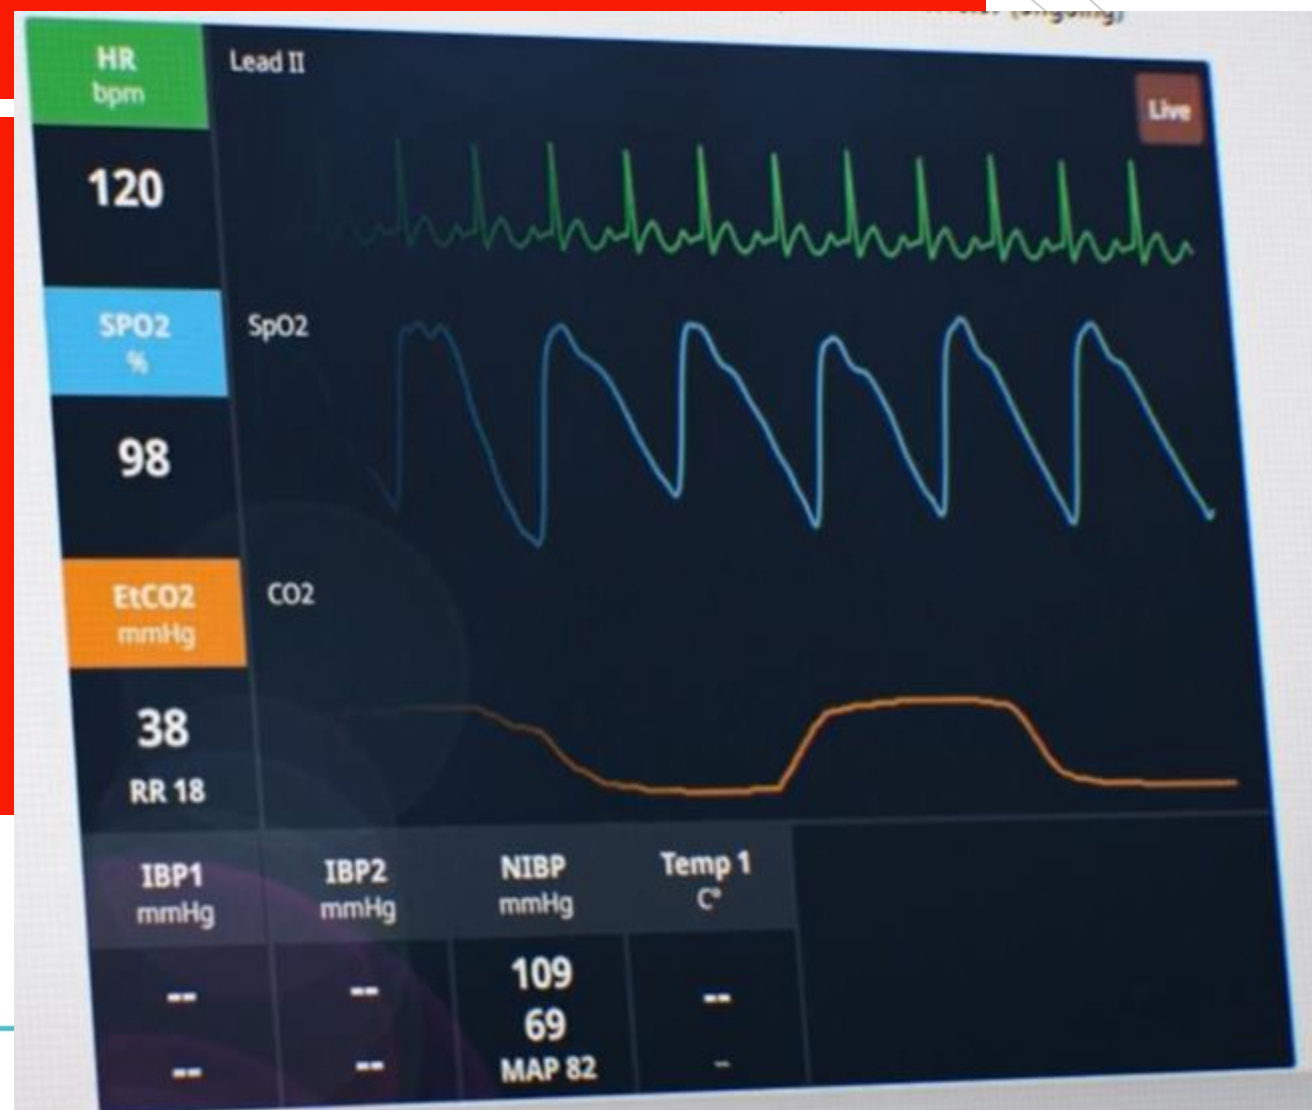 HR
bpm
Lead II
Live
120
SPO2
%
SpO2
98
EtCO2
mmHg
CO2
38
RR 18
IBP1
mmHg
IBP2
mmHg
NIBP
mmHg
Temp 1
C°
--
--
109
--
69
--
--
MAP 82
--